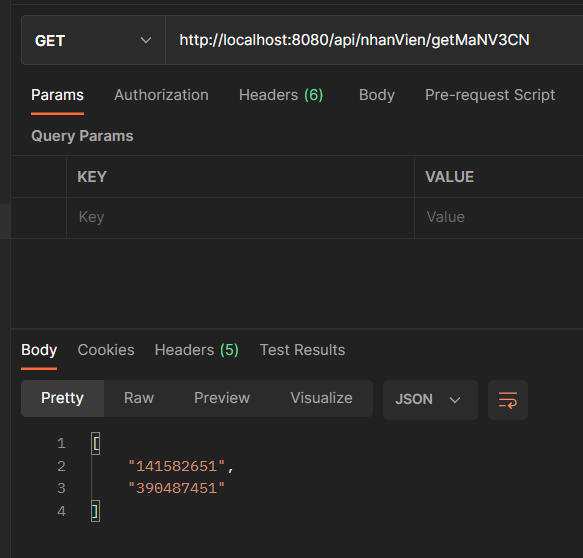 GET http://localhost:8080/api/nhanVien/getMaNV3CN
Params Authorization Headers (6) Body Pre-request Script
Query Params
KEY VALUE
Key Value
Body Cookies Headers (5) Test Results
Pretty Raw Preview Visualize JSON
1 [
2 "141582651",
3 "390487451"
4 ]